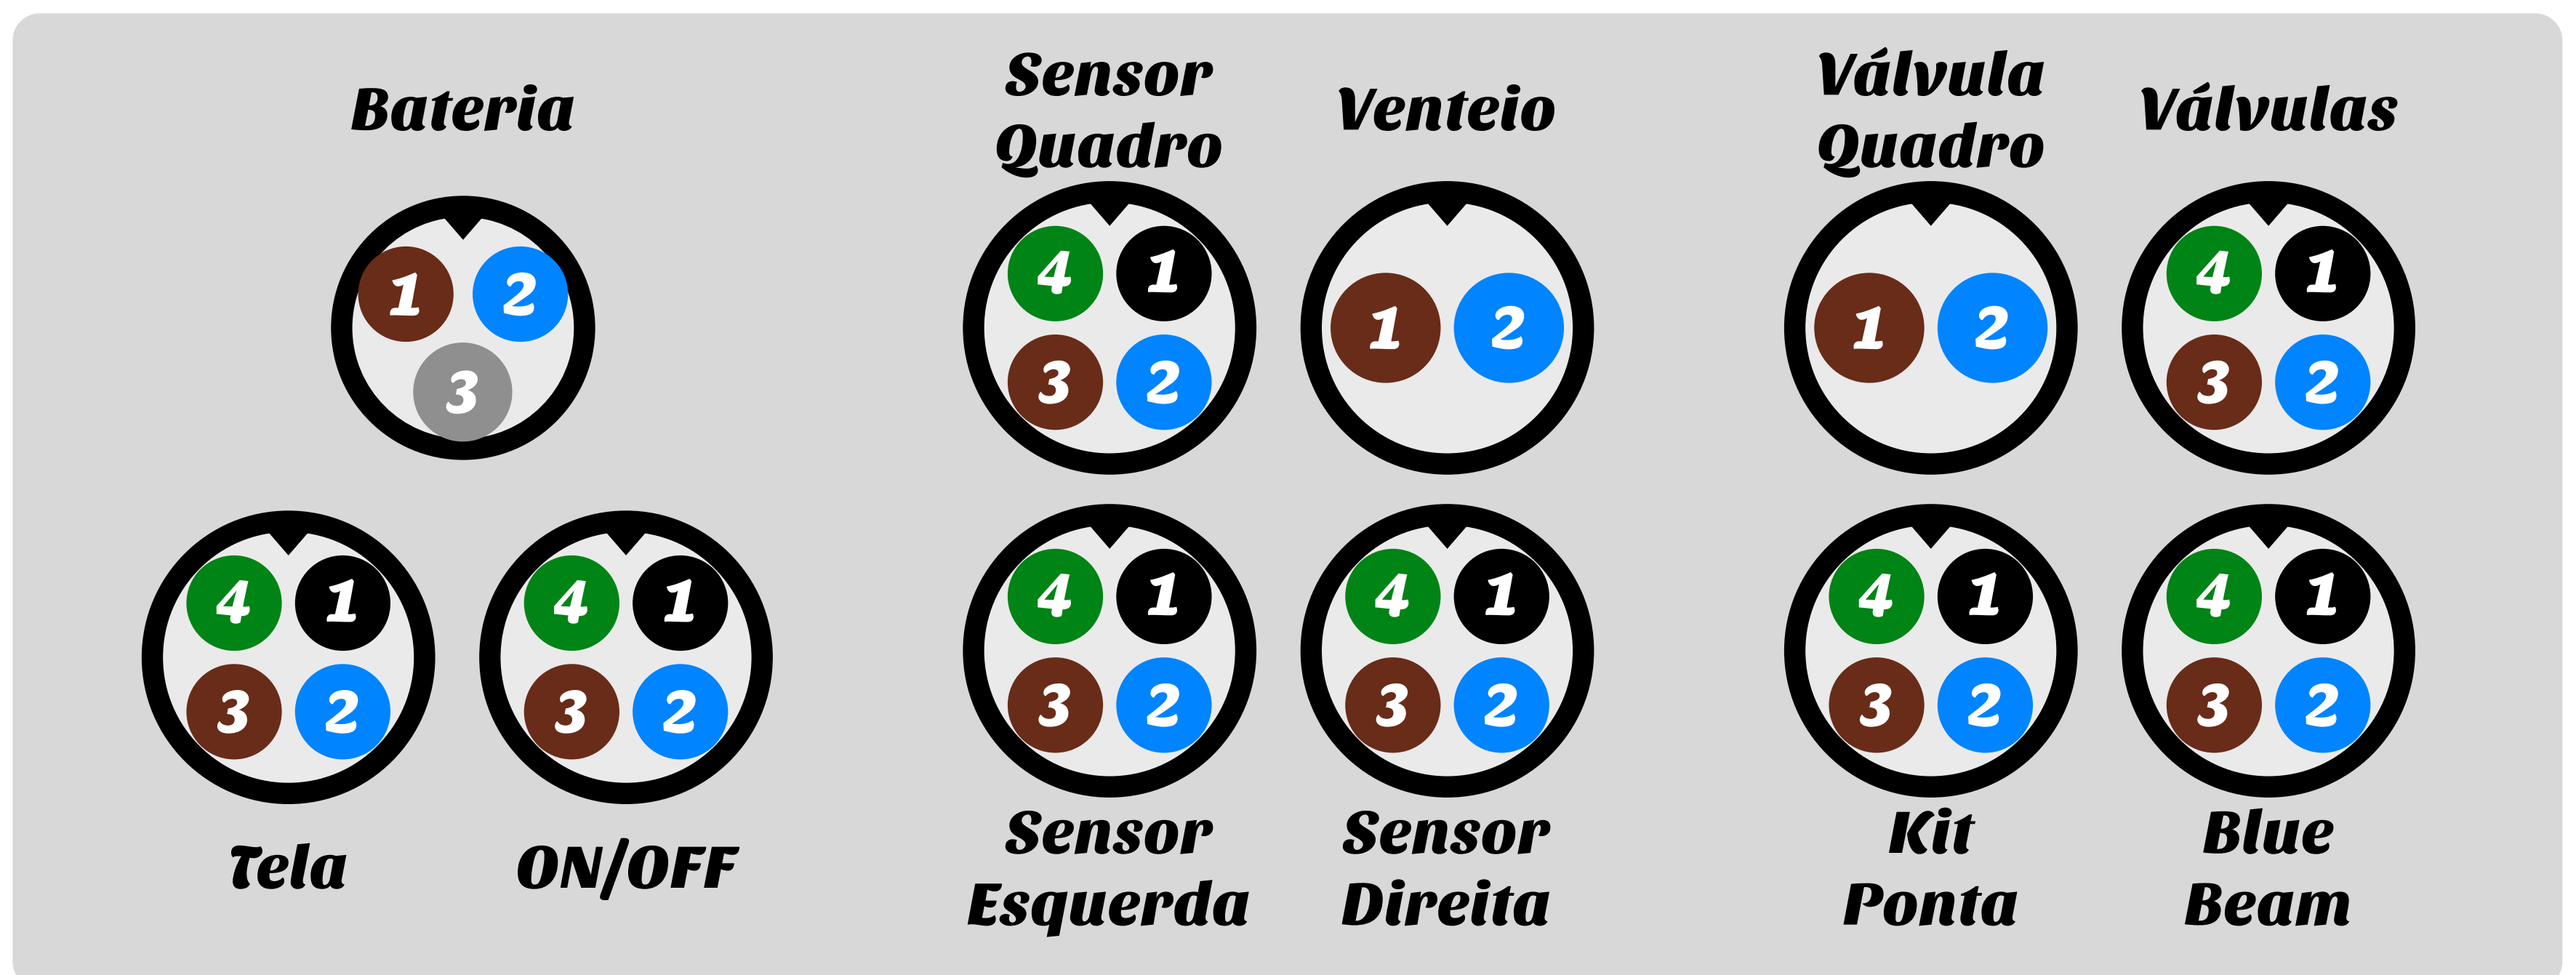 Bateria
1 2
3
4 1
3 2
Tela
4 1
3 2
ON/OFF
Sensor
Quadro
4 1
3 2
Venteio
1 2
4 1
3 2
Sensor
Esquerda
4 1
3 2
Sensor
Direita
Válvula
Quadro
1 2
Válvulas
4 1
3 2
4 1
3 2
Kit
Ponta
4 1
3 2
Blue
Beam